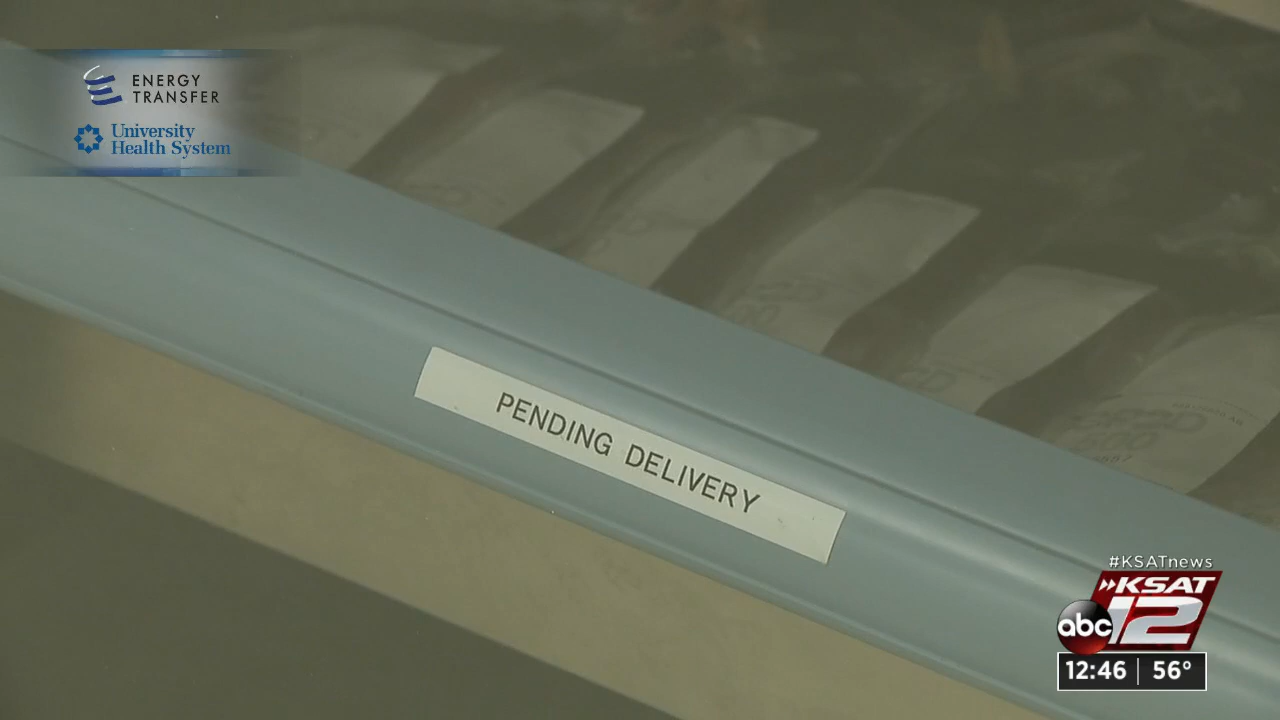 ENERGY
TRANSFER
University
Health System
PENDING DELIVERY
#KSATnews
KSAT
abc 12
12:46 56°